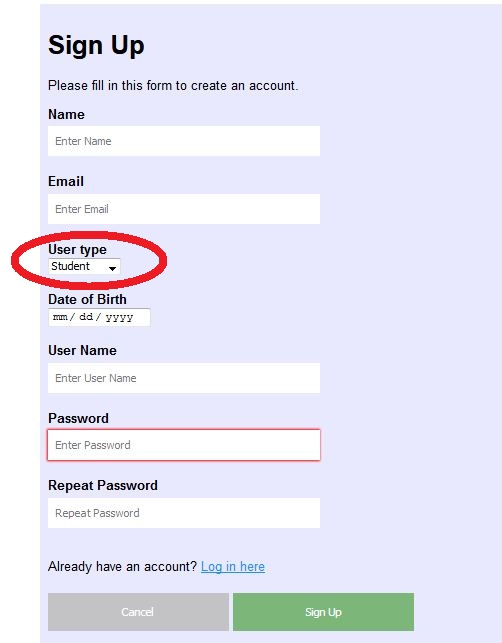 Sign Up
Please fill in this form to create an account.
Name
Enter Name
Email
Enter Email
User type
Student
Date of Birth
mm / dd / yyyy
User Name
Enter User Name
Password
Enter Password
Repeat Password
Repeat Password
Already have an account? Log in here
Cancel Sign Up